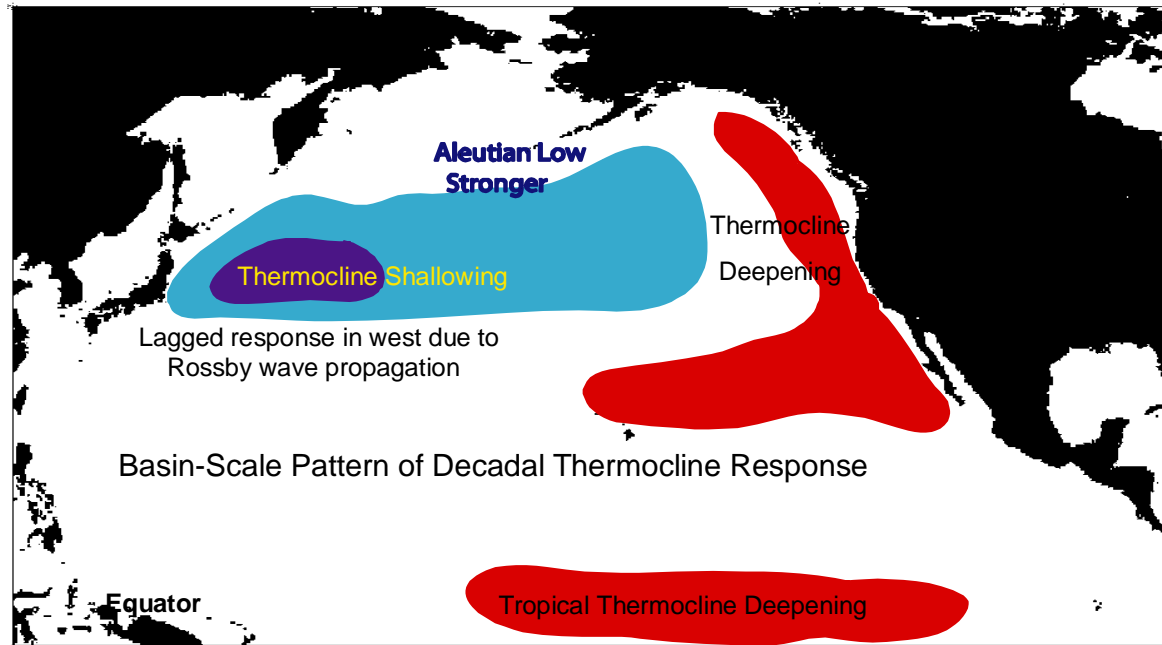 Aleutian Low
Stronger
Thermocline
Deepening
Thermocline Shallowing
Lagged response in west due to
Rossby wave propagation
Basin-Scale Pattern of Decadal Thermocline Response
Equator
Tropical Thermocline Deepening